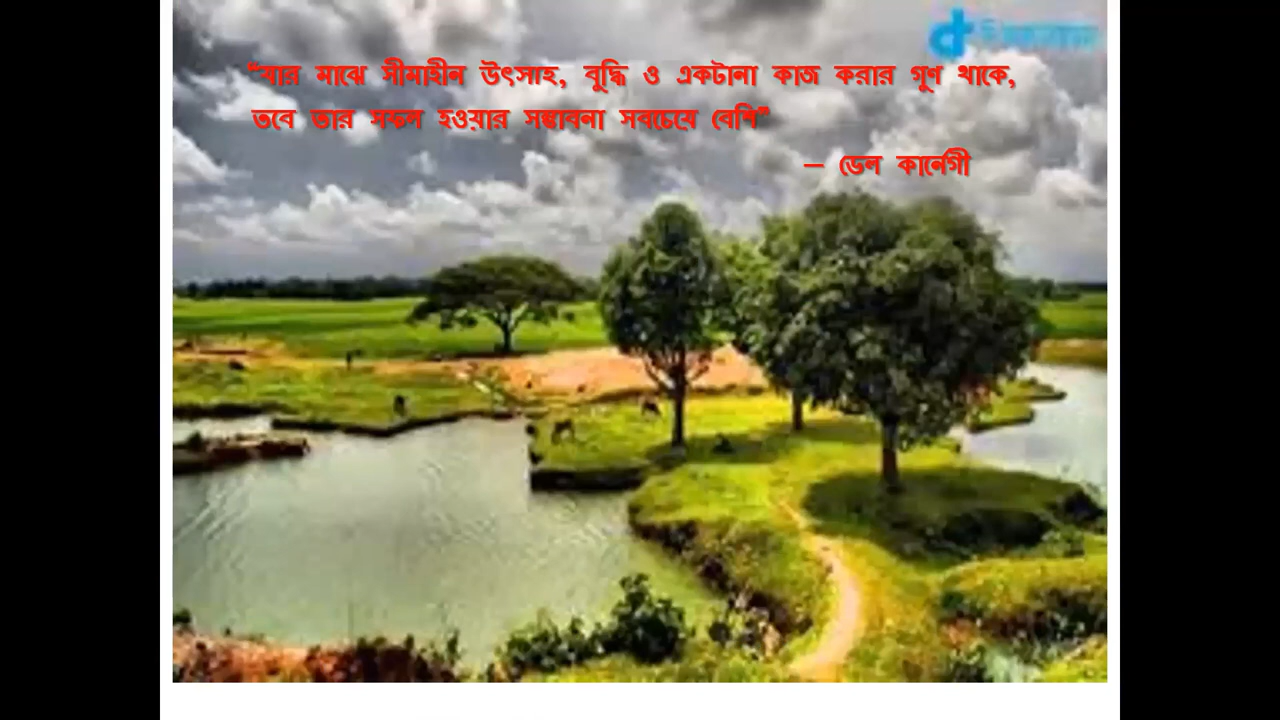 “যার মাঝে সীমাহীন উৎসাহ, বুদ্ধি ও একটানা কাজ করার গুণ থাকে,
তবে তার সফল হওয়ার সম্ভাবনা সবচেয়ে বেশি”
– ডেল কার্নেগী